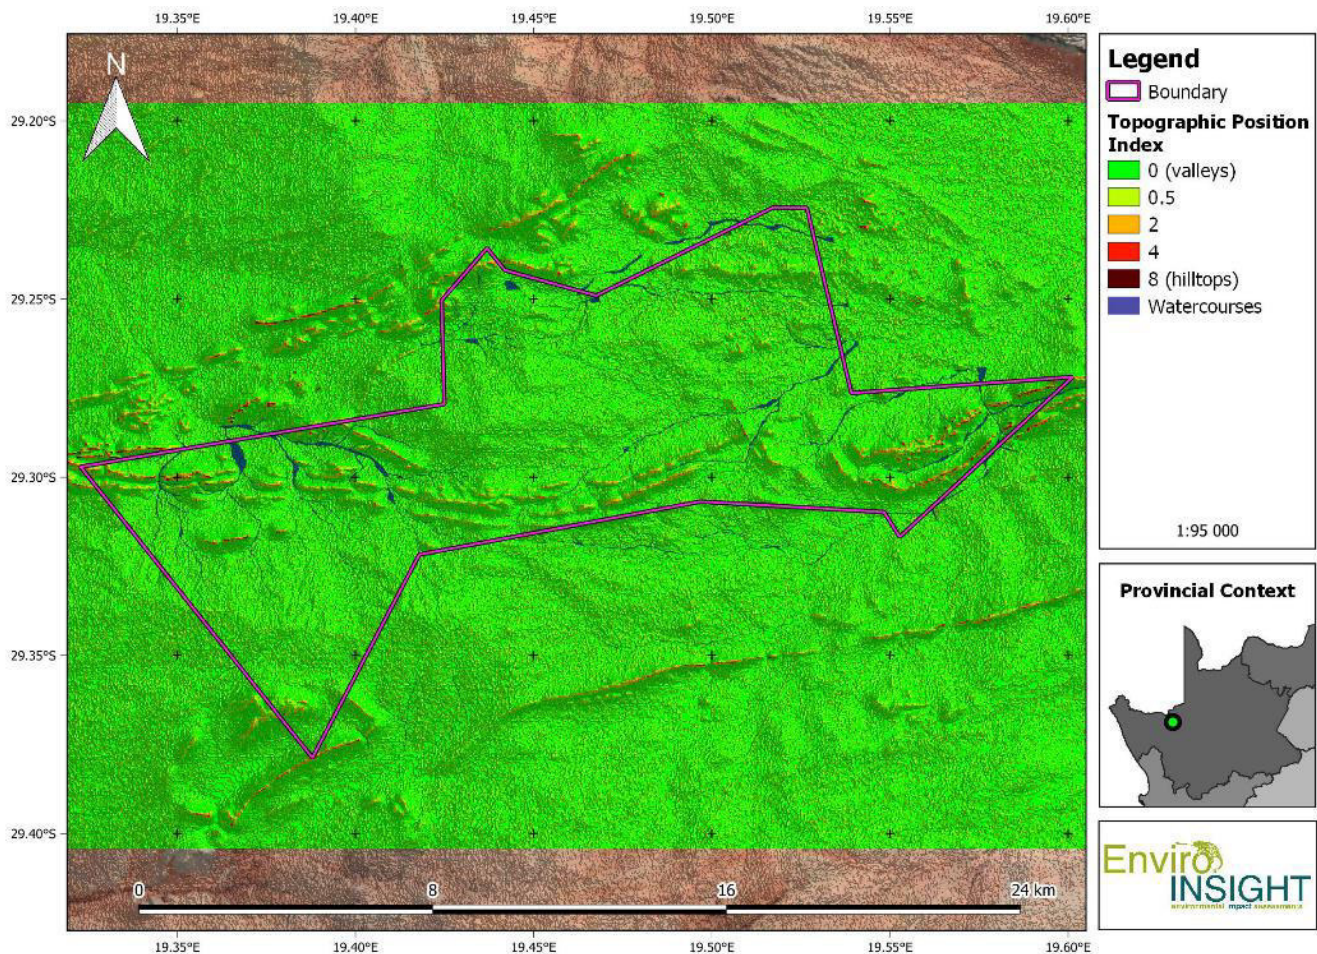 19.35°E 19.40°E 19.45°E 19.50°E 19.55°E 19.60°E
N
29.20°S
29.25°S
29.30°S
29.35°S
29.40°S
0 8 16 24 km
19.35°E 19.40°E 19.45°E 19.50°E 19.55°E 19.60°E
Legend
Boundary
Topographic Position
Index
0 (valleys)
0.5
2
4
8 (hilltops)
Watercourses
1:95 000
Provincial Context
Enviro
INSIGHT
environmental impact assessments